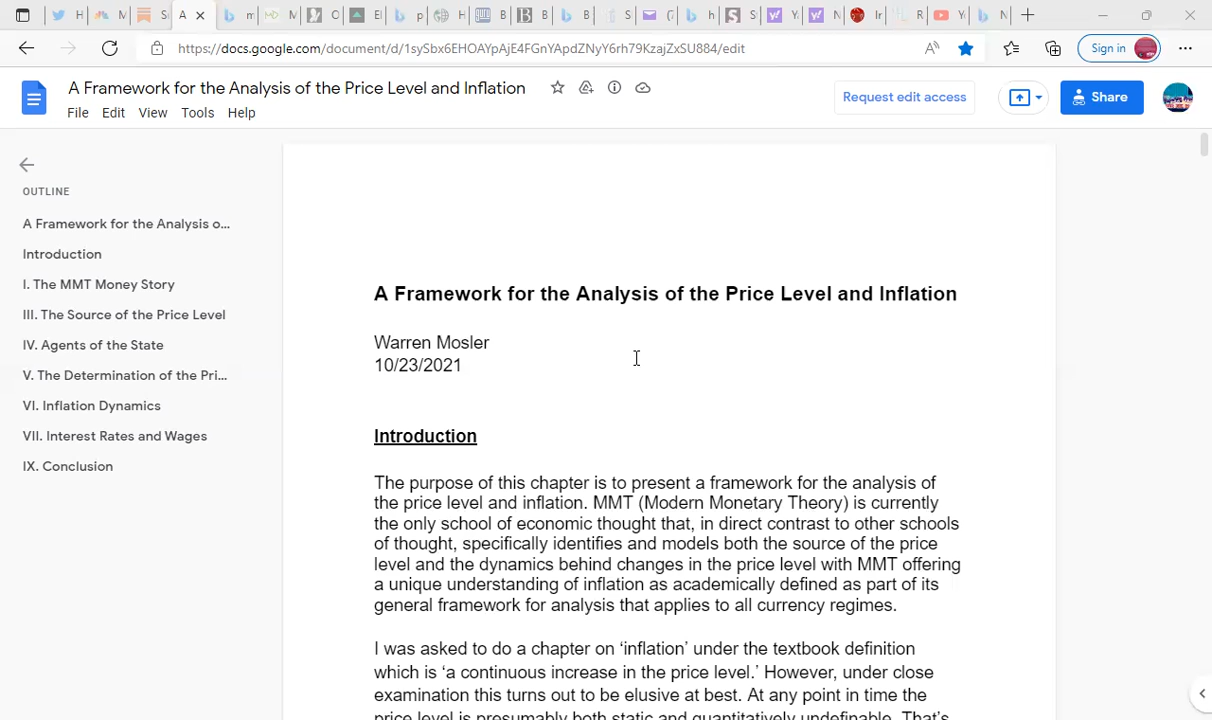 https://docs.google.com/document/d/1sySbx6EHOAYpAjE4FGnYApdZNyY6rh79KzajZxSU884/edit
Sign in
A Framework for the Analysis of the Price Level and Inflation
File Edit View Tools Help
Request edit access
Share
OUTLINE
A Framework for the Analysis o...
Introduction
I. The MMT Money Story
III. The Source of the Price Level
IV. Agents of the State
V. The Determination of the Pri...
VI. Inflation Dynamics
VII. Interest Rates and Wages
IX. Conclusion
A Framework for the Analysis of the Price Level and Inflation
Warren Mosler
10/23/2021
Introduction
The purpose of this chapter is to present a framework for the analysis of
the price level and inflation. MMT (Modern Monetary Theory) is currently
the only school of economic thought that, in direct contrast to other schools
of thought, specifically identifies and models both the source of the price
level and the dynamics behind changes in the price level with MMT offering
a unique understanding of inflation as academically defined as part of its
general framework for analysis that applies to all currency regimes.
I was asked to do a chapter on ‘inflation’ under the textbook definition
which is ‘a continuous increase in the price level.’ However, under close
examination this turns out to be elusive at best. At any point in time the
price level is presumably both static and quantitatively undefinable. That’s